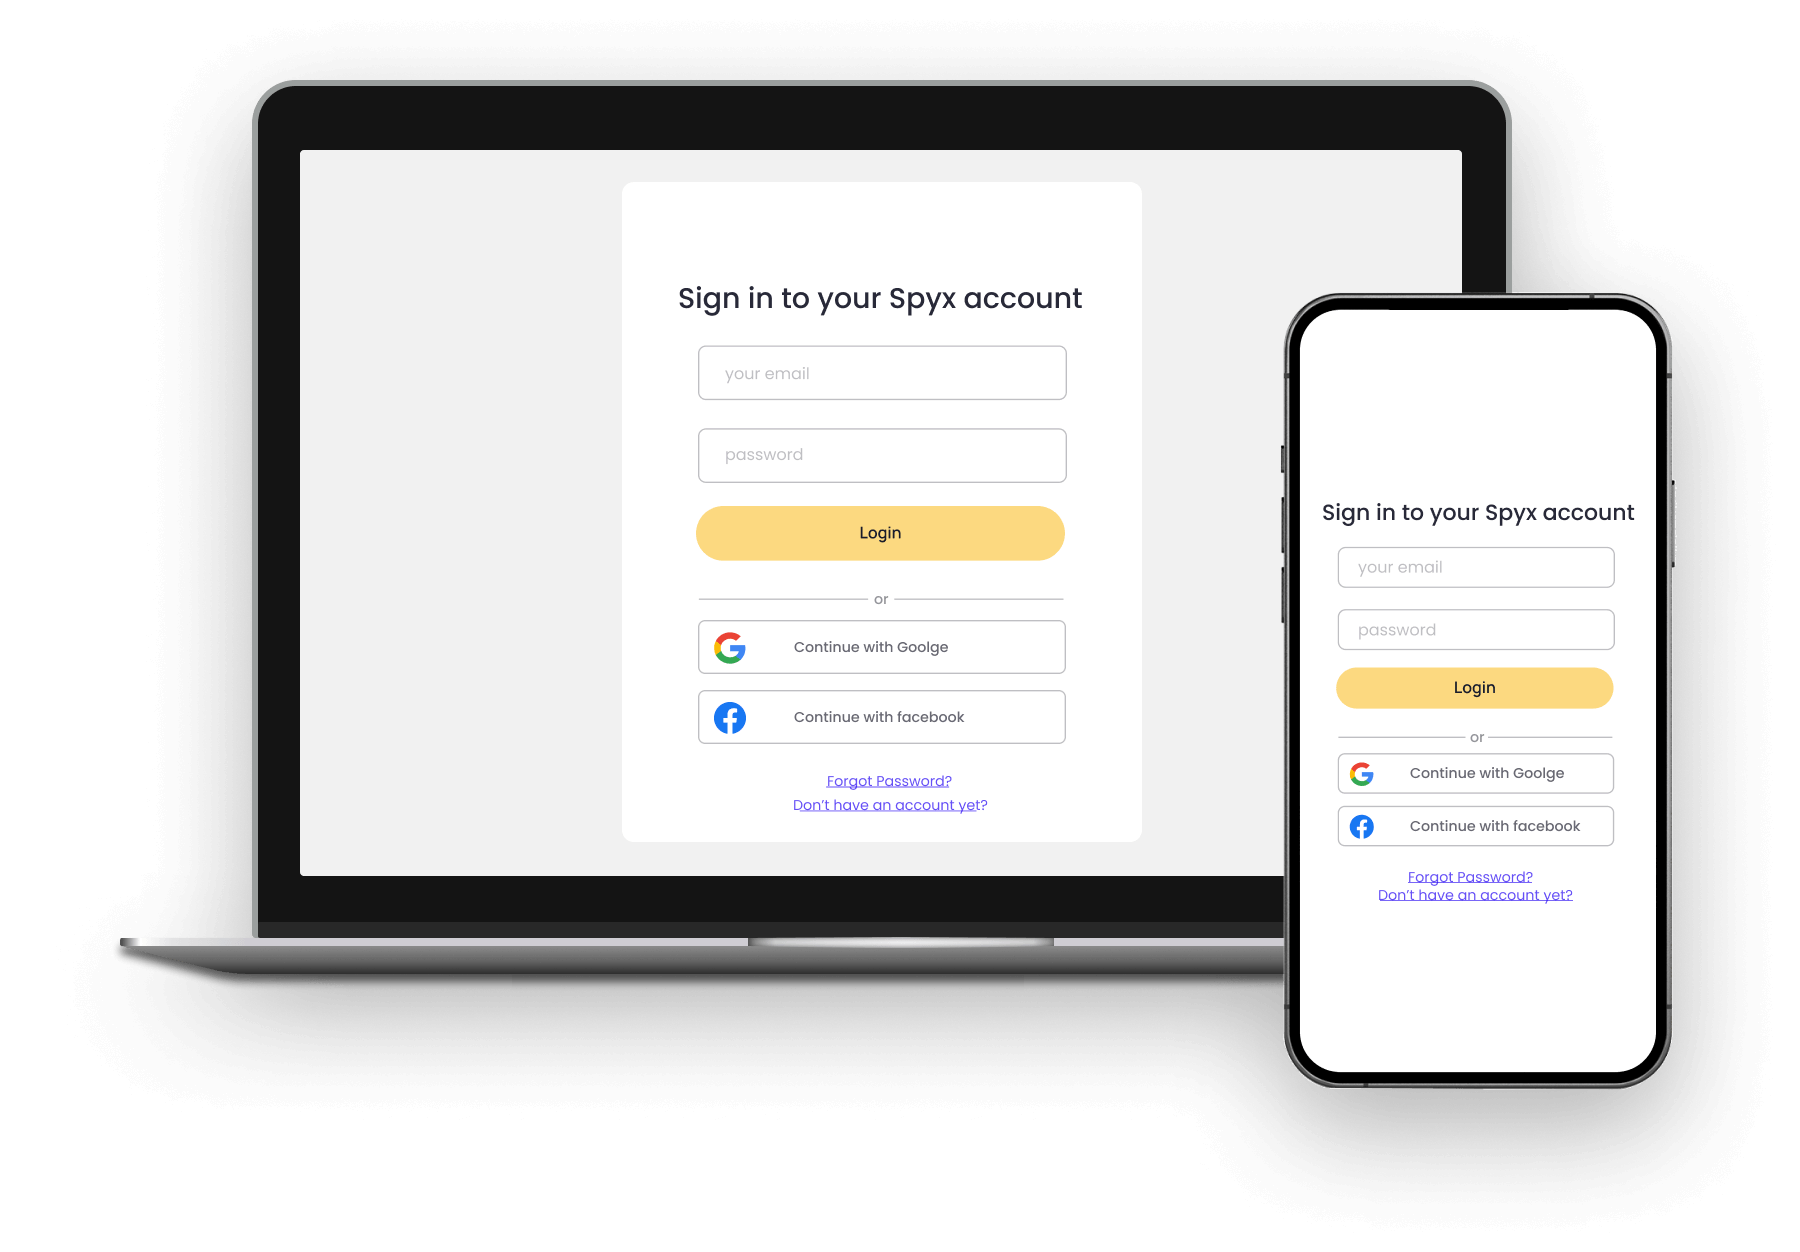 Sign in to your Spyx account
your email
password
Login
or
Continue with Goolge
Continue with facebook
Forgot Password?
Don't have an account yet?
Sign in to your Spyx account
your email
password
Login
or
Continue with Goolge
Continue with facebook
Forgot Password?
Don't have an account yet?